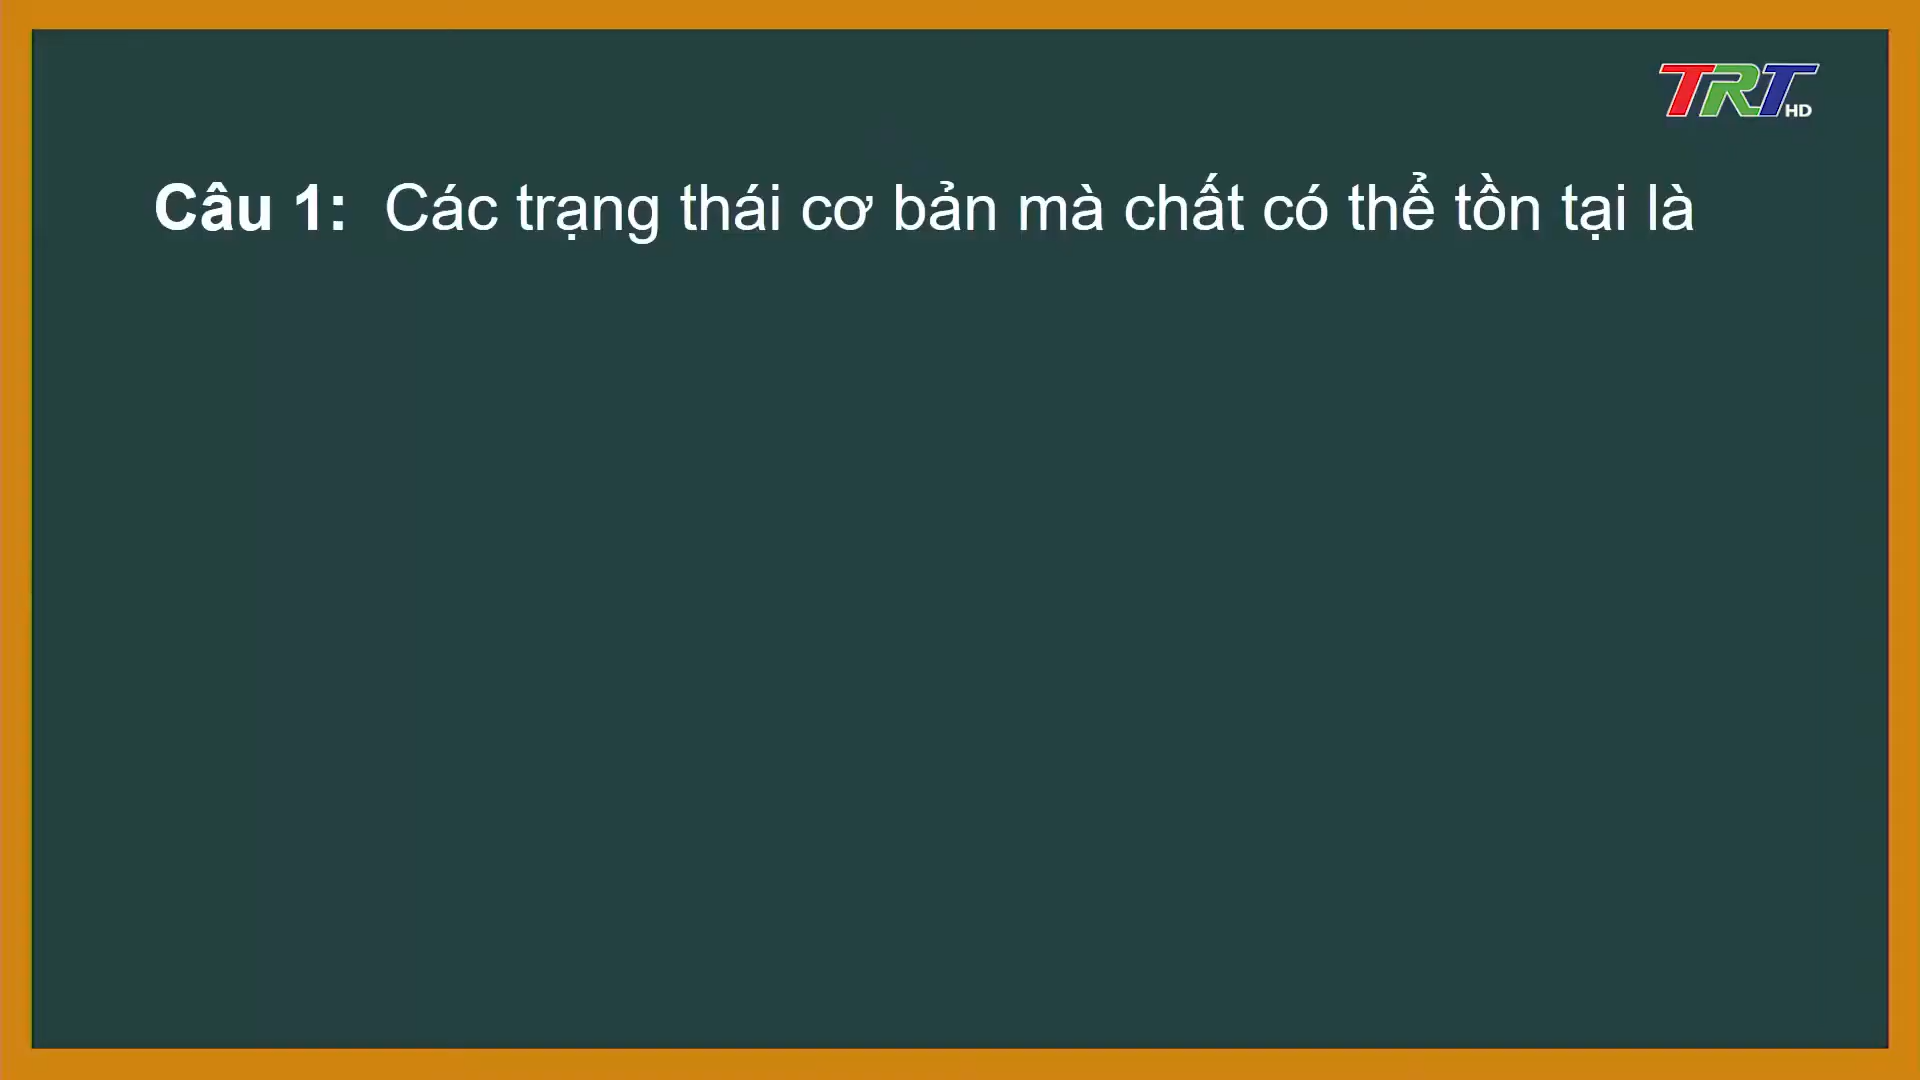 TRT HD
Câu 1: Các trạng thái cơ bản mà chất có thể tồn tại là